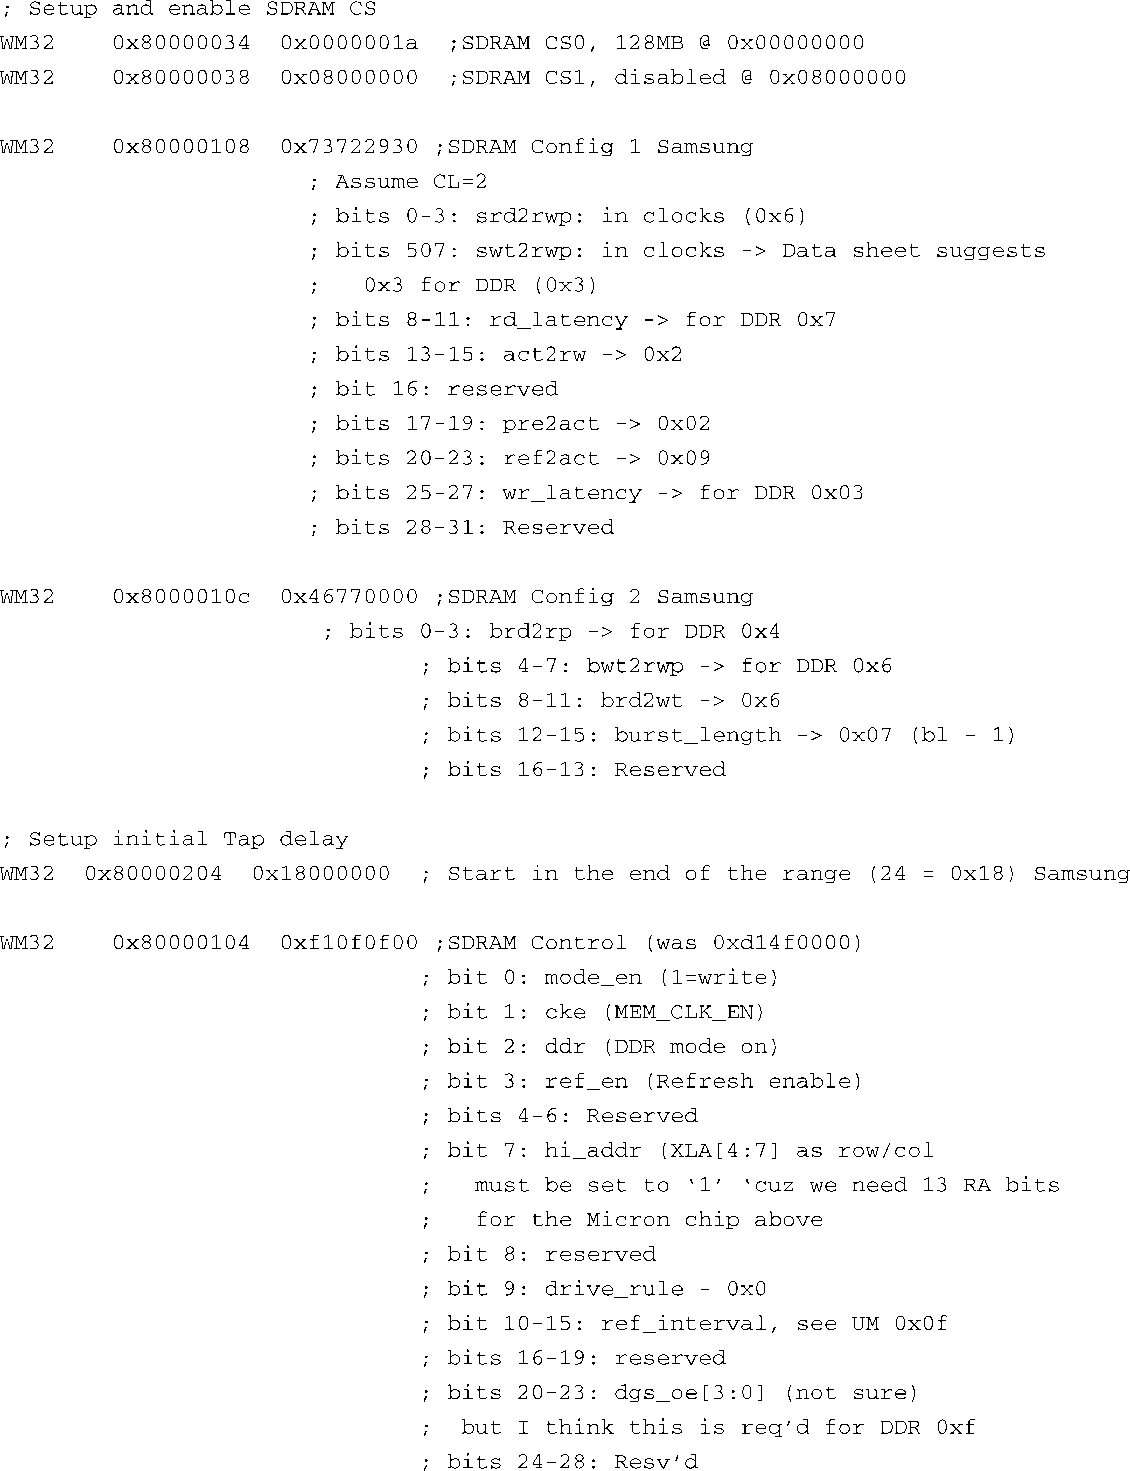 ; Setup and enable SDRAM CS
WM32    0x80000034  0x0000001a  ;SDRAM CS0, 128MB @ 0x00000000
WM32    0x80000038  0x08000000  ;SDRAM CS1, disabled @ 0x08000000
WM32    0x80000108  0x73722930 ;SDRAM Config 1 Samsung
; Assume CL=2
; bits 0-3: srd2rwp: in clocks (0x6)
; bits 507: swt2rwp: in clocks -> Data sheet suggests
;   0x3 for DDR (0x3)
; bits 8-11: rd_latency -> for DDR 0x7
; bits 13-15: act2rw -> 0x2
; bit 16: reserved
; bits 17-19: pre2act -> 0x02
; bits 20-23: ref2act -> 0x09
; bits 25-27: wr_latency -> for DDR 0x03
; bits 28-31: Reserved
WM32    0x8000010c  0x46770000 ;SDRAM Config 2 Samsung
; bits 0-3: brd2rp -> for DDR 0x4
; bits 4-7: bwt2rwp -> for DDR 0x6
; bits 8-11: brd2wt -> 0x6
; bits 12-15: burst_length -> 0x07 (bl - 1)
; bits 16-13: Reserved
; Setup initial Tap delay
WM32  0x80000204  0x18000000  ; Start in the end of the range (24 = 0x18) Samsung
WM32    0x80000104  0xf10f0f00 ;SDRAM Control (was 0xd14f0000)
; bit 0: mode_en (1=write)
; bit 1: cke (MEM_CLK_EN)
; bit 2: ddr (DDR mode on)
; bit 3: ref_en (Refresh enable)
; bits 4-6: Reserved
; bit 7: hi_addr (XLA[4:7] as row/col
;   must be set to ‘1’ ‘cuz we need 13 RA bits
;   for the Micron chip above
; bit 8: reserved
; bit 9: drive_rule - 0x0
; bit 10-15: ref_interval, see UM 0x0f
; bits 16-19: reserved
; bits 20-23: dgs_oe[3:0] (not sure)
;  but I think this is req’d for DDR 0xf
; bits 24-28: Resv’d